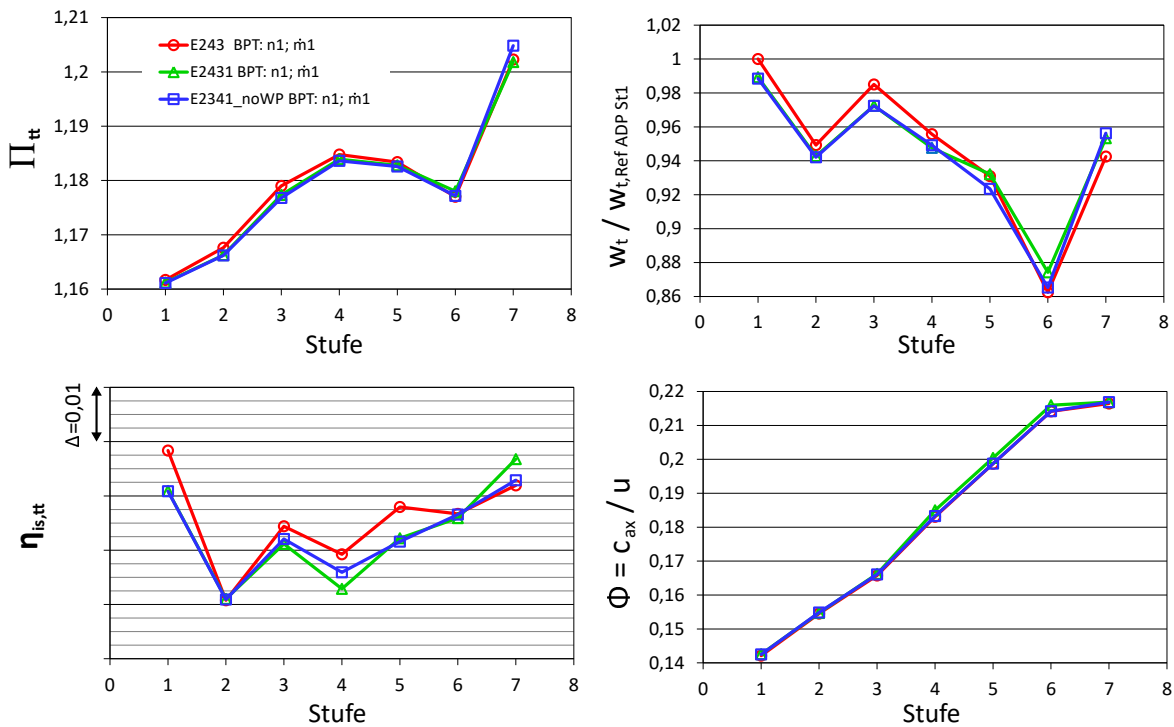 1,21
1,2
1,19
1,18
1,17
1,16
Π_tt
E243 BPT: n1; ṁ1
E2431 BPT: n1; ṁ1
E2341_noWP BPT: n1; ṁ1
0 1 2 3 4 5 6 7 8
Stufe
1,02
1
0,98
0,96
0,94
0,92
0,9
0,88
0,86
w_t / w_t,Ref ADP St1
0 1 2 3 4 5 6 7 8
Stufe
Δ=0,01
η_is,tt
0 1 2 3 4 5 6 7 8
Stufe
0,22
0,21
0,2
0,19
0,18
0,17
0,16
0,15
0,14
Φ = c_ax / u
0 1 2 3 4 5 6 7 8
Stufe